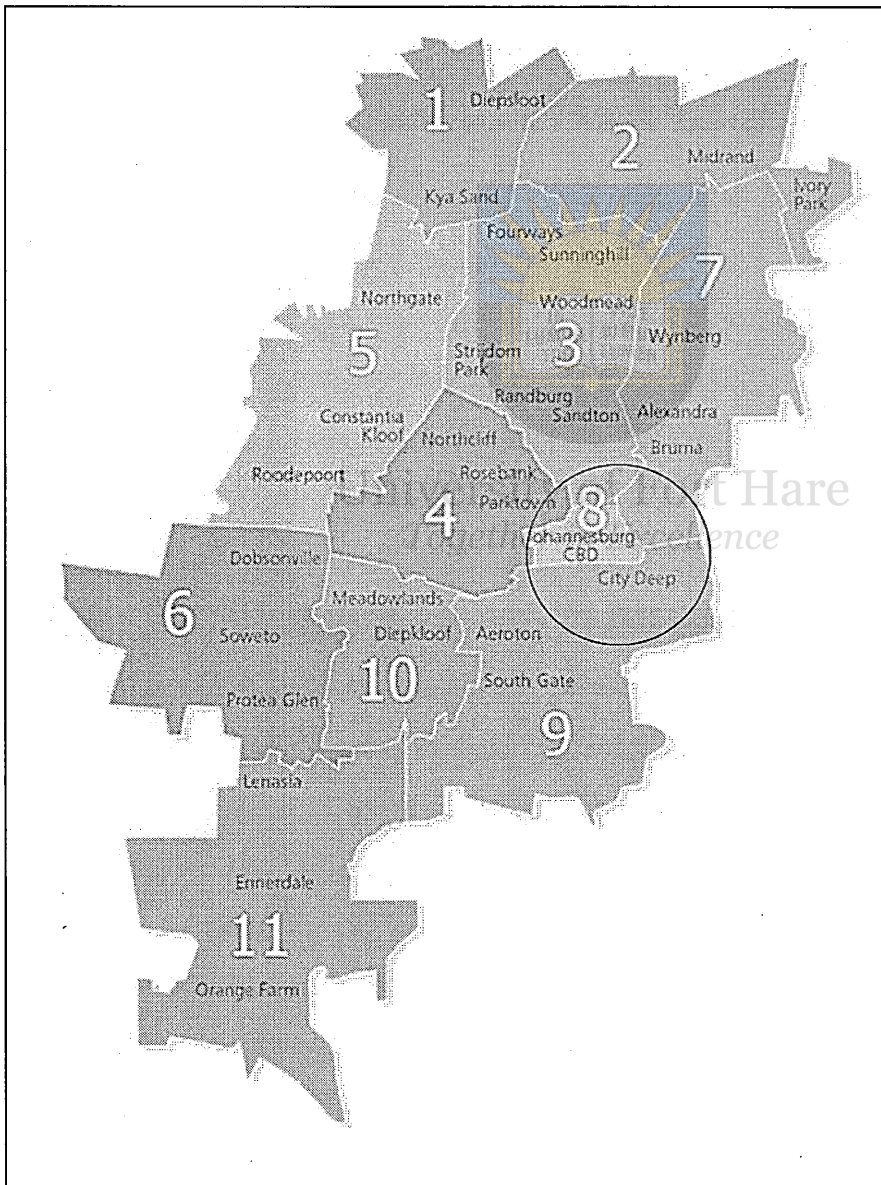 1
Diepsloot
2
Midrand
Ivory
Park
Kya Sand
Fourways
Sunninghill
7
Northgate
Woodmead
5
3
Wynberg
Strijdom
Park
Randburg
Sandton
Constantia
Kloof
Northcliff
Alexandra
Bruma
Roodepoort
Rosebank
Parktown
8
Hare
4
Johannesburg
CBD
City Deep
Dobsonville
Meadowlands
6
Soweto
Diepkloof
Aeroton
10
South Gate
Protea Glen
9
Lenasia
Ennerdale
11
Orange Farm